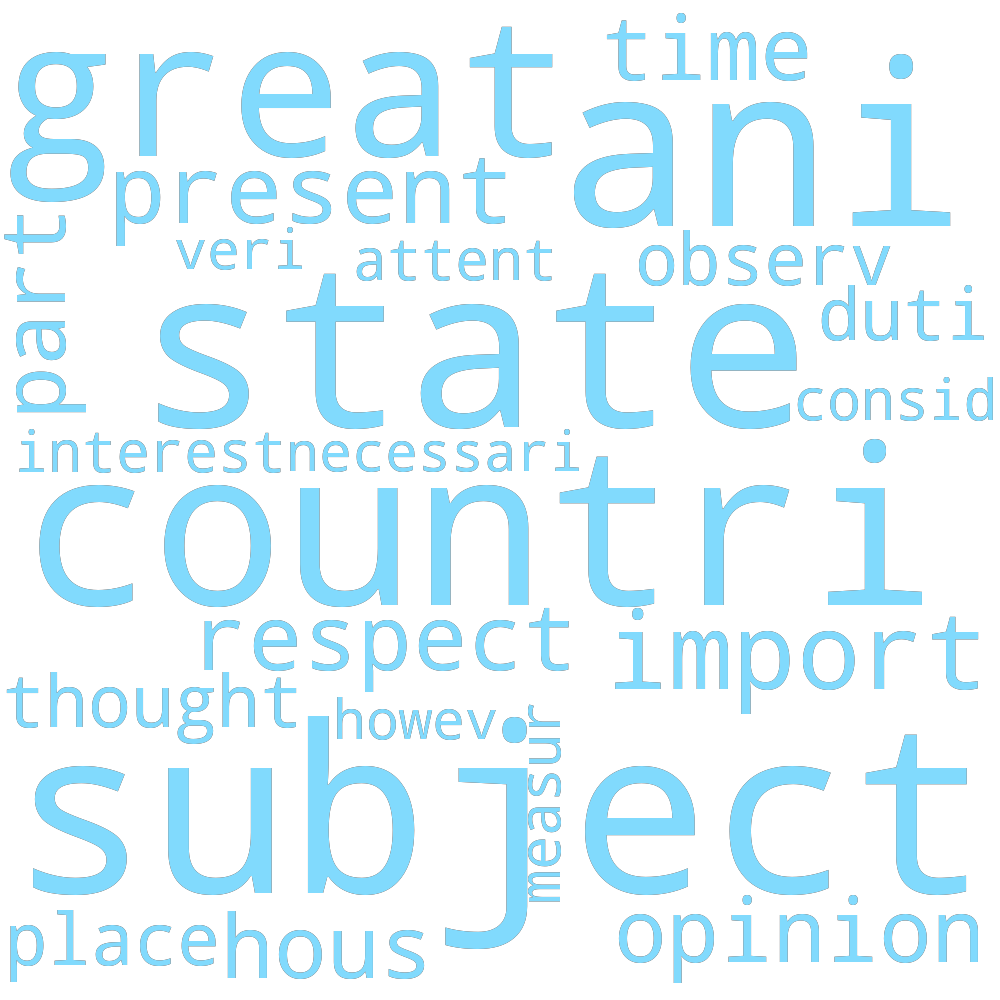 great
time
ani
present
part
veri
attent
observ
duti
state
consid
interest
necessari
countri
respect
import
thought
howev
measur
subject
place
hous
opinion